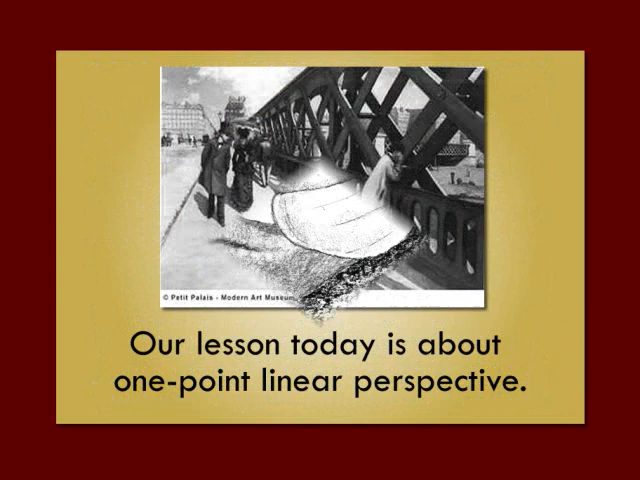 © Petit Palais - Modern Art Museum
Our lesson today is about
one-point linear perspective.